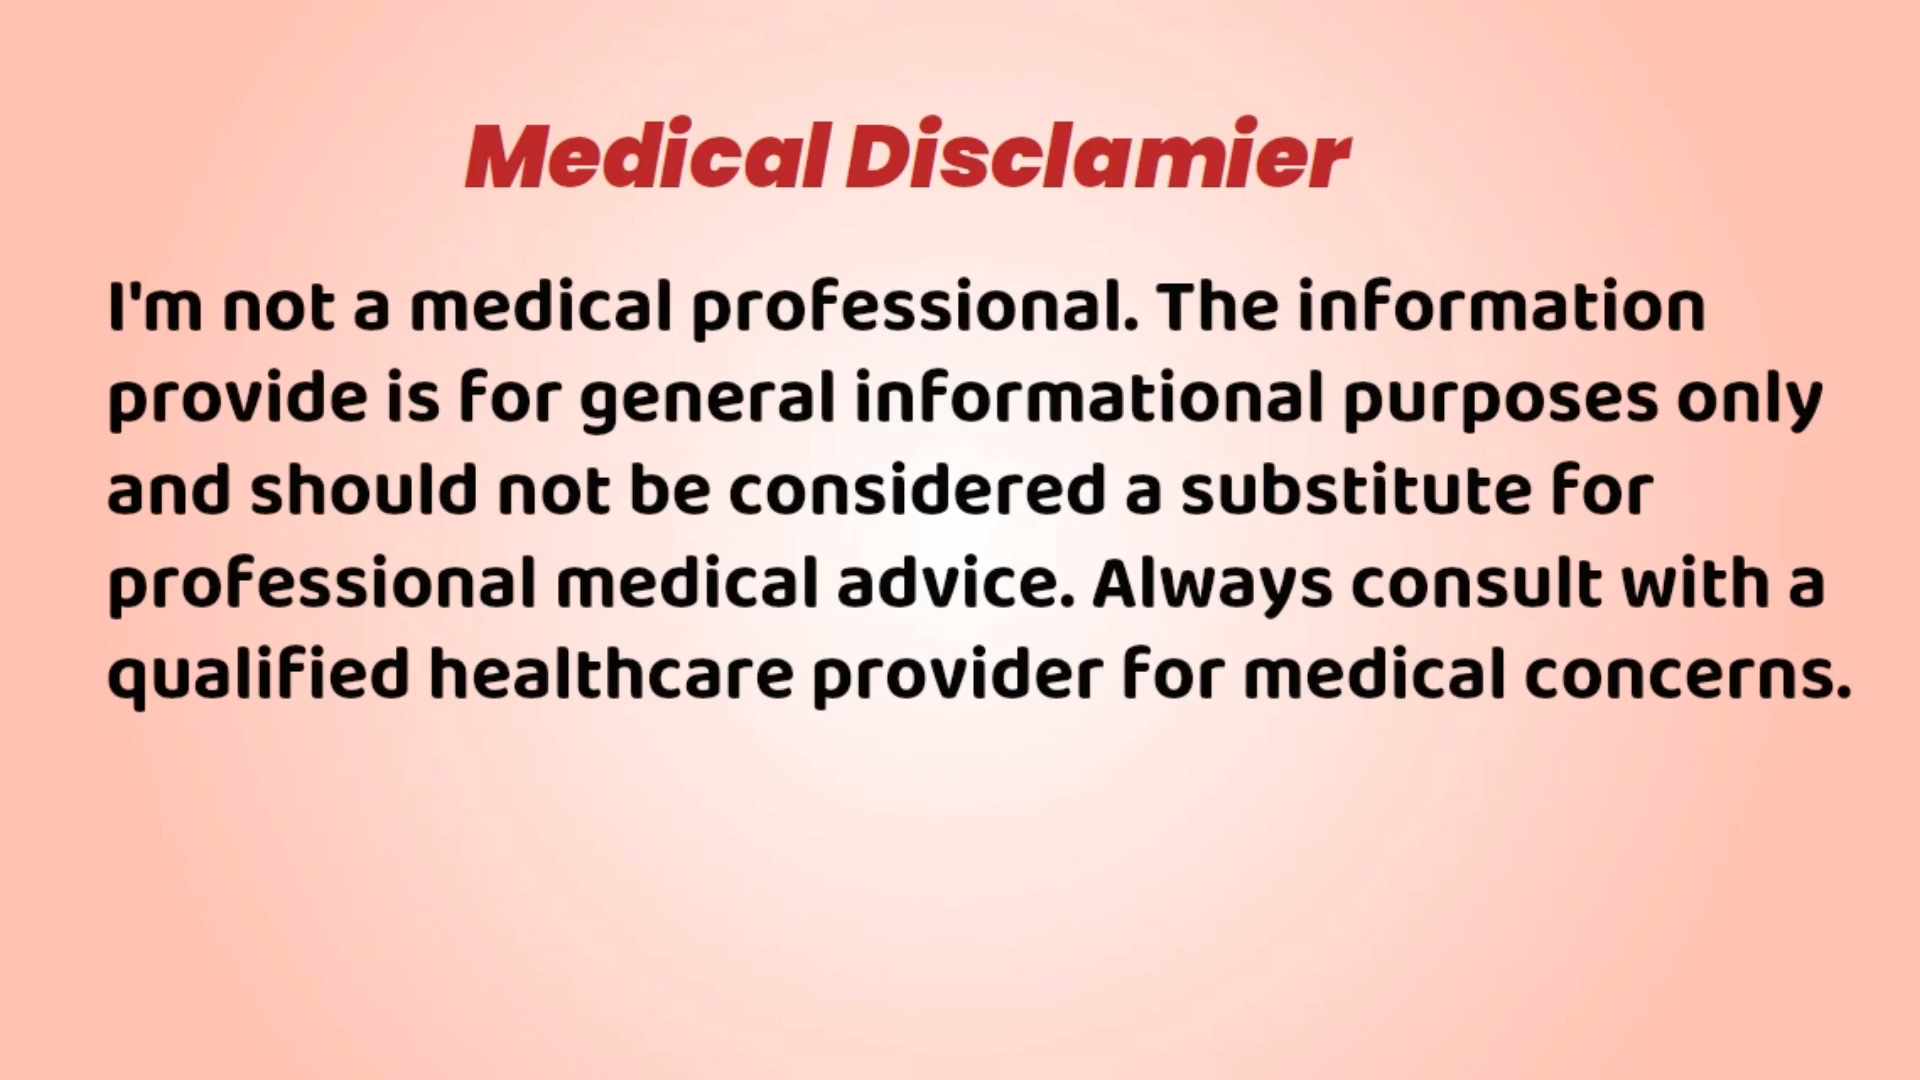 Medical Disclamier
I'm not a medical professional. The information
provide is for general informational purposes only
and should not be considered a substitute for
professional medical advice. Always consult with a
qualified healthcare provider for medical concerns.